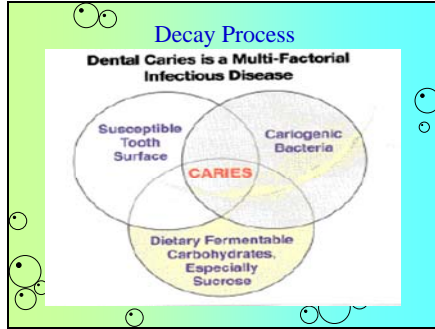 Decay Process
Dental Caries is a Multi-Factorial
Infectious Disease
Susceptible
Tooth
Surface
Cariogenic
Bacteria
CARIES
Dietary Fermentable
Carbohydrates,
Especially
Sucrose